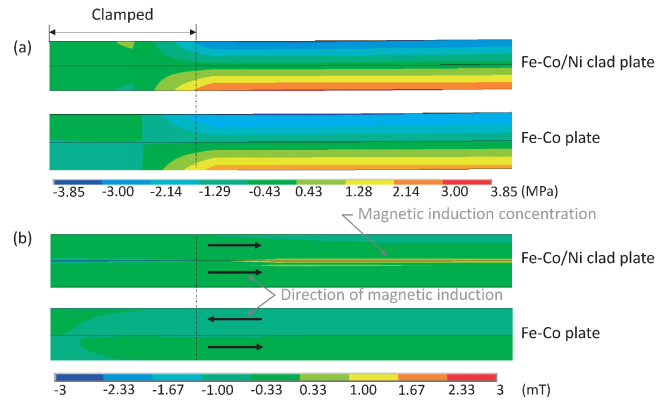 Clamped
(a)
Fe-Co/Ni clad plate
Fe-Co plate
-3.85 -3.00 -2.14 -1.29 -0.43 0.43 1.28 2.14 3.00 3.85 (MPa)
Magnetic induction concentration
(b)
Fe-Co/Ni clad plate
Direction of magnetic induction
Fe-Co plate
-3 -2.33 -1.67 -1.00 -0.33 0.33 1.00 1.67 2.33 3 (mT)